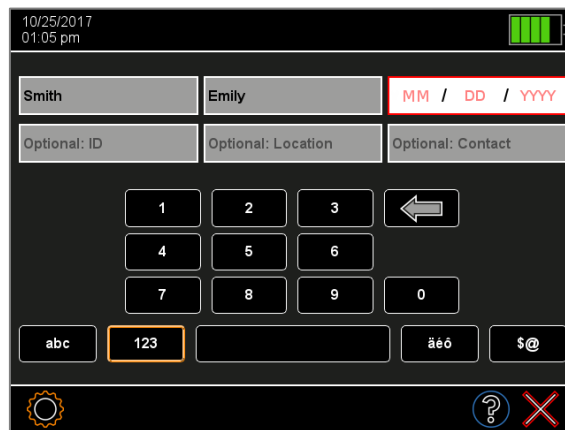 10/25/2017
01:05 pm
Smith Emily MM / DD / YYYY
Optional: ID Optional: Location Optional: Contact
1 2 3
4 5 6
7 8 9 0
abc 123 äéô $@
?